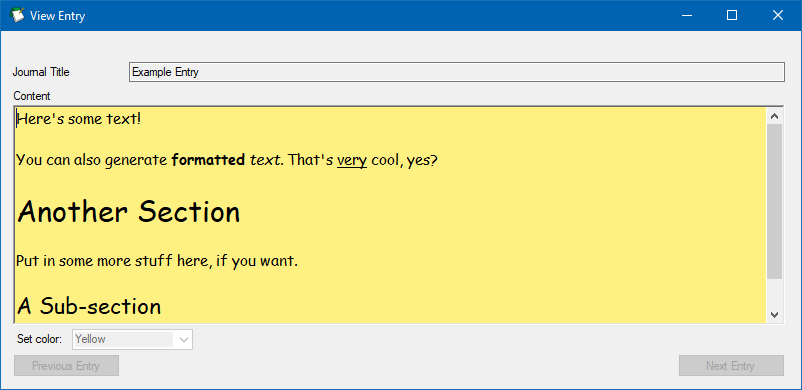 View Entry
Journal Title
Example Entry
Content
Here's some text!
You can also generate formatted text. That's very cool, yes?
Another Section
Put in some more stuff here, if you want.
A Sub-section
Set color:
Yellow
Previous Entry
Next Entry